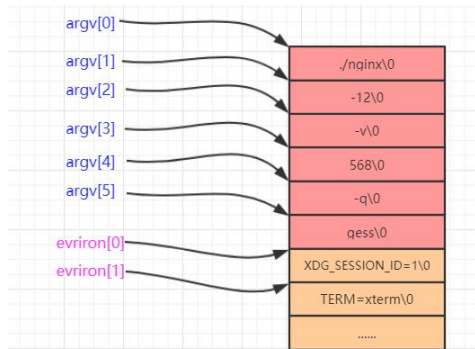 argv[0]
argv[1]
./nginx\0
argv[2]
-12\0
argv[3]
-v\0
argv[4]
568\0
argv[5]
-q\0
gess\0
evriron[0]
XDG_SESSION_ID=1\0
evriron[1]
TERM=xterm\0
......